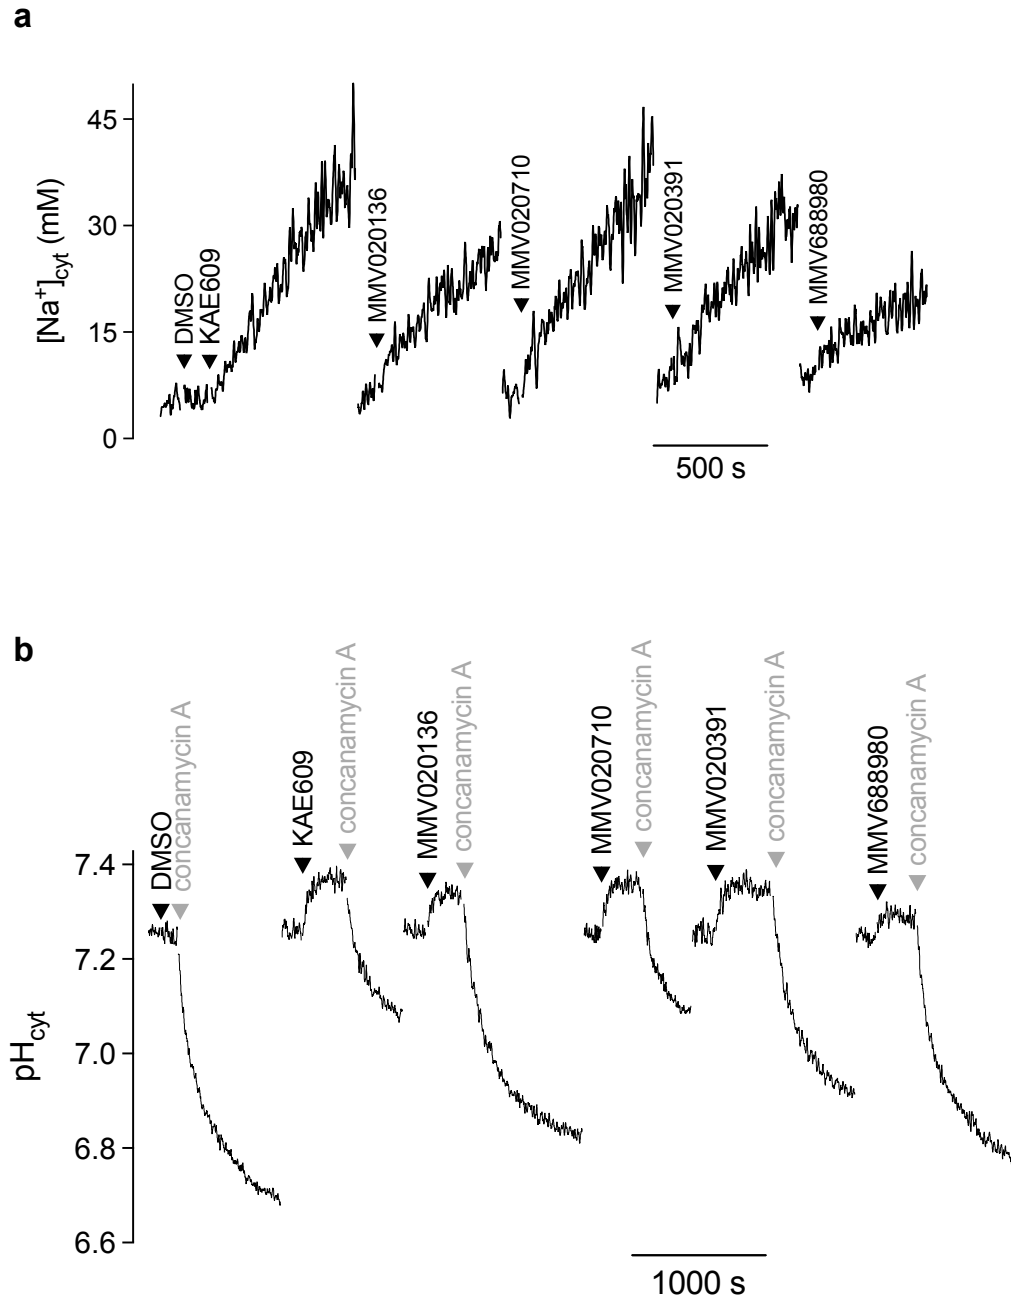 a
[Na⁺]cyt (mM)
45
30
15
0
DMSO
KAE609
MMV020136
MMV020710
MMV020391
MMV688980
500 s
b
pHcyt
7.4
7.2
7.0
6.8
6.6
DMSO
concanamycin A
KAE609
concanamycin A
MMV020136
concanamycin A
MMV020710
concanamycin A
MMV020391
concanamycin A
MMV688980
concanamycin A
1000 s